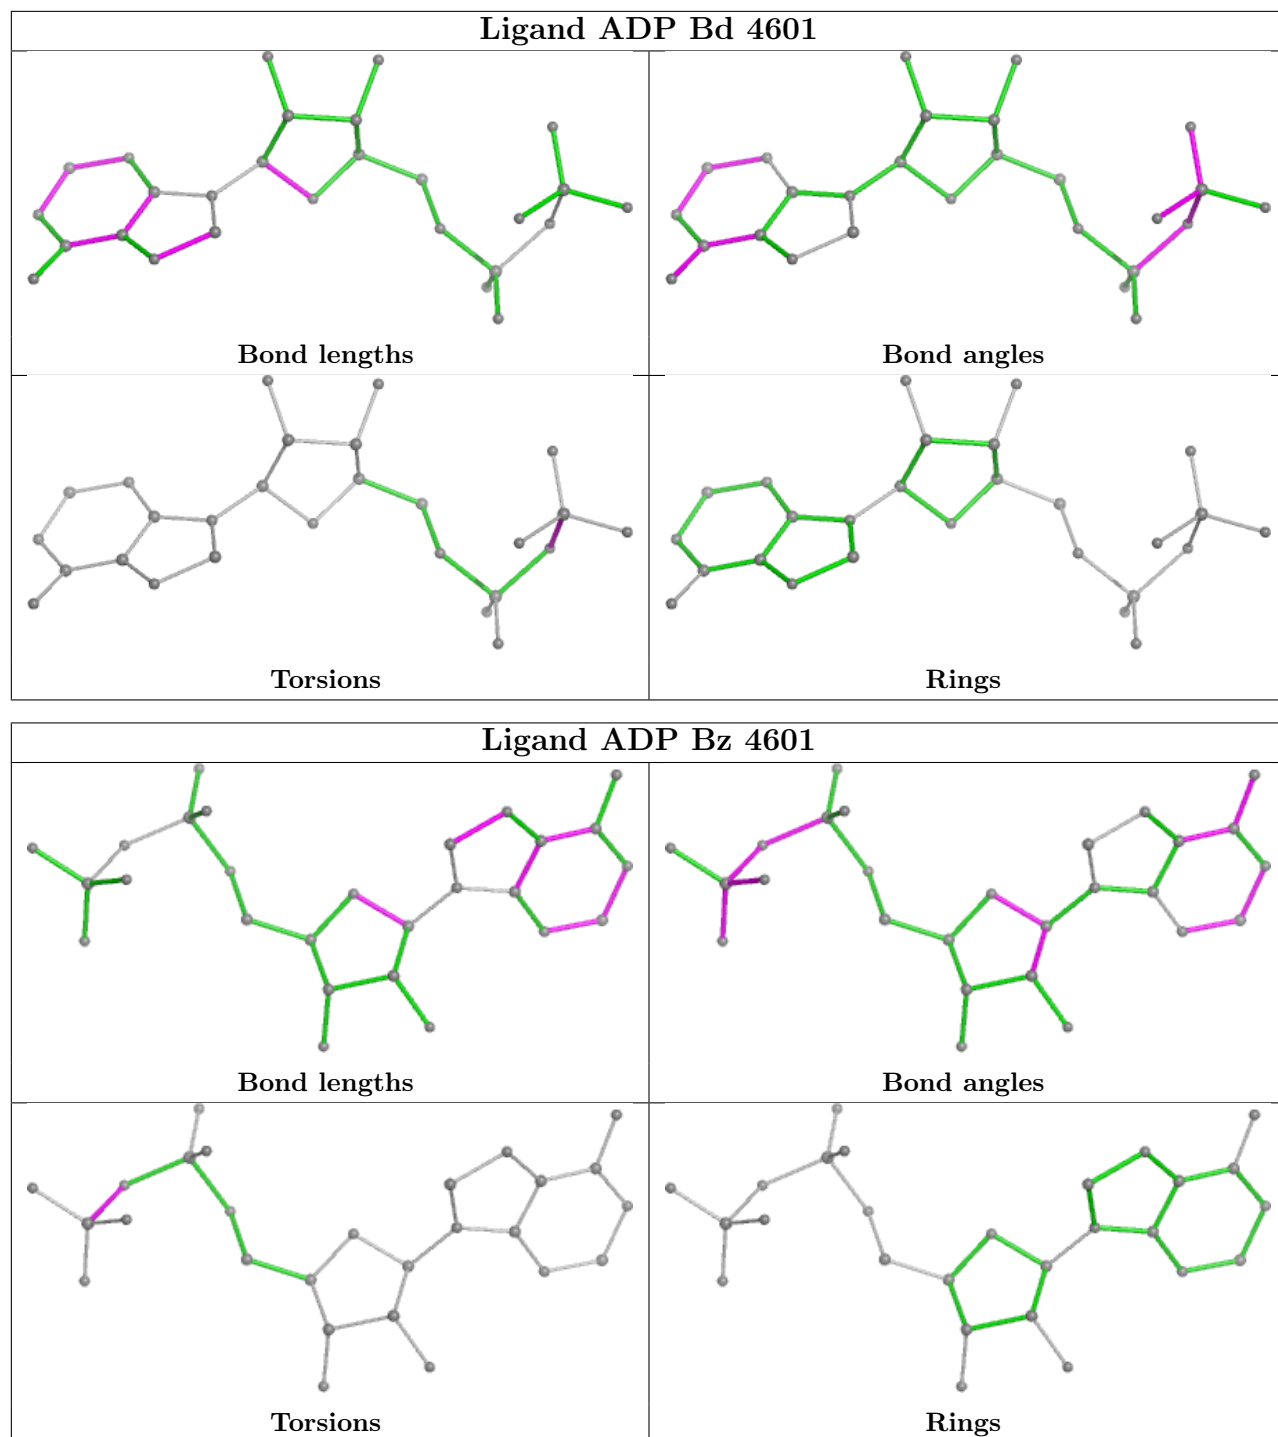 Ligand ADP Bd 4601
Bond lengths
Bond angles
Torsions
Rings
Ligand ADP Bz 4601
Bond lengths
Bond angles
Torsions
Rings